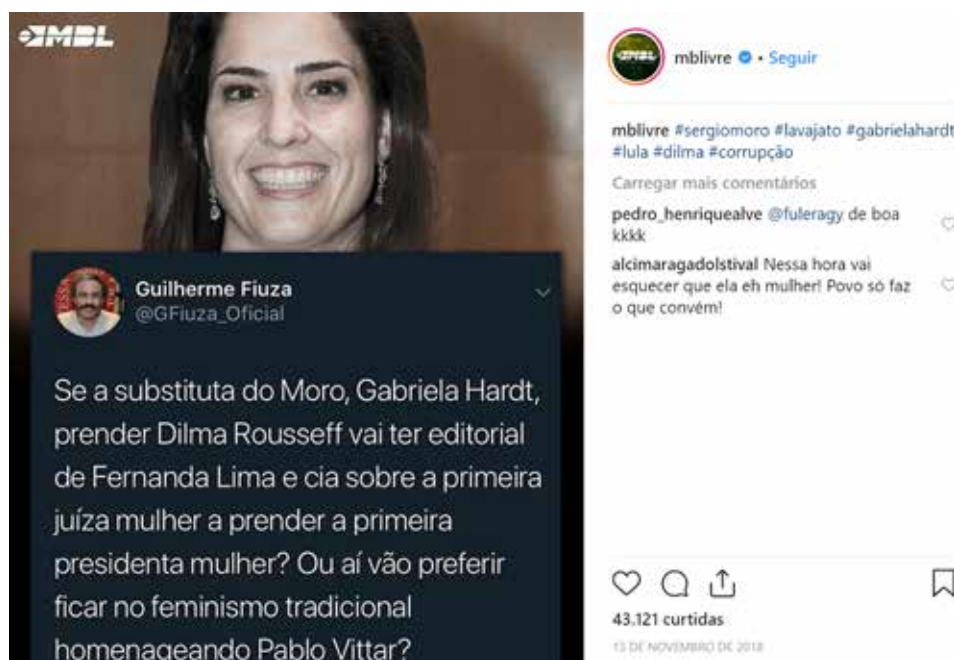 MBL
Guilherme Fiuza
@GFiuza_Oficial
Se a substituta do Moro, Gabriela Hardt,
prender Dilma Rousseff vai ter editorial
de Fernanda Lima e cia sobre a primeira
juíza mulher a prender a primeira
presidenta mulher? Ou aí vão preferir
ficar no feminismo tradicional
homenageando Pablo Vittar?
MBL
mblivre • Seguir
mblivre #sergiomoro #lavajato #gabrielahardt
#lula #dilma #corrupção
Carregar mais comentários
pedro_henriquealve @fuleragy de boa
kkkk
alcimaragadolstival Nessa hora vai
esquecer que ela eh mulher! Povo só faz
o que convém!
43.121 curtidas
13 DE NOVEMBRO DE 2018